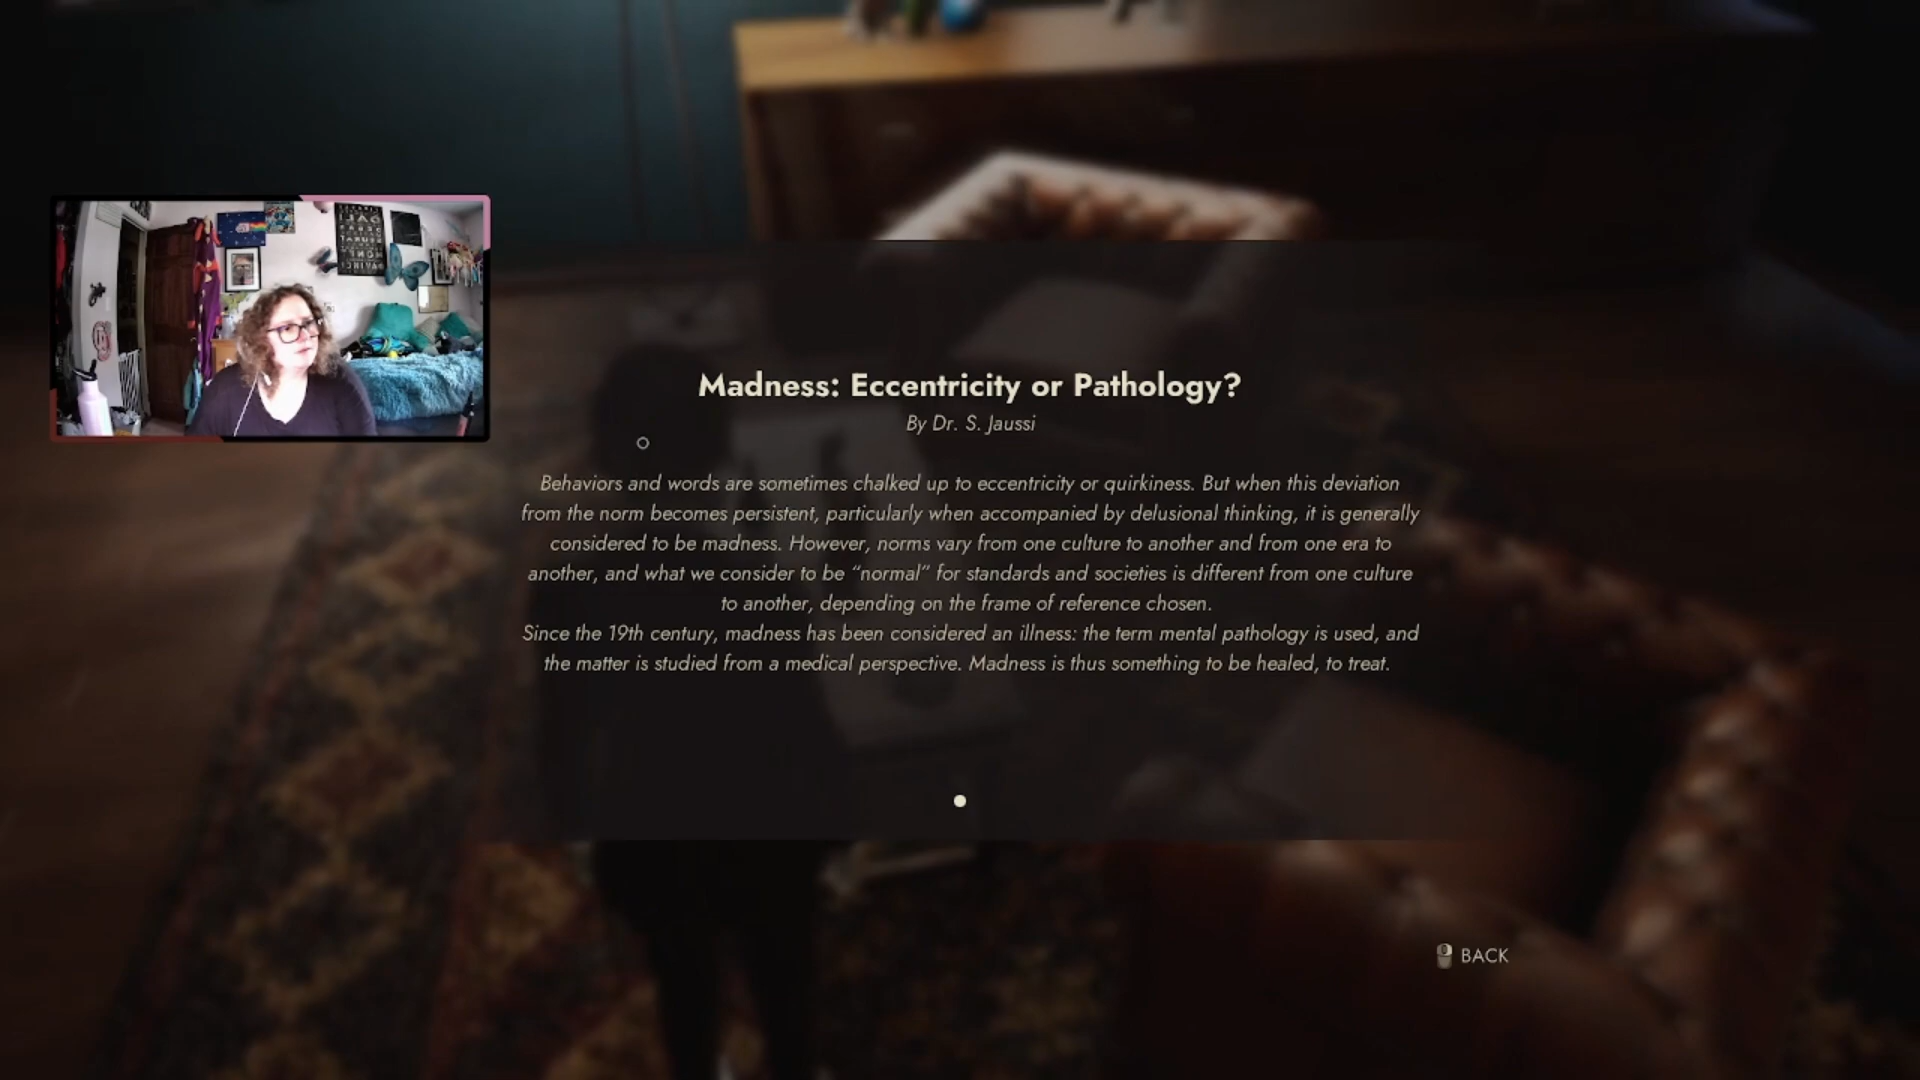 Madness: Eccentricity or Pathology?
By Dr. S. Jaussi
Behaviors and words are sometimes chalked up to eccentricity or quirkiness. But when this deviation
from the norm becomes persistent, particularly when accompanied by delusional thinking, it is generally
considered to be madness. However, norms vary from one culture to another and from one era to
another, and what we consider to be “normal” for standards and societies is different from one culture
to another, depending on the frame of reference chosen.
Since the 19th century, madness has been considered an illness: the term mental pathology is used, and
the matter is studied from a medical perspective. Madness is thus something to be healed, to treat.
BACK